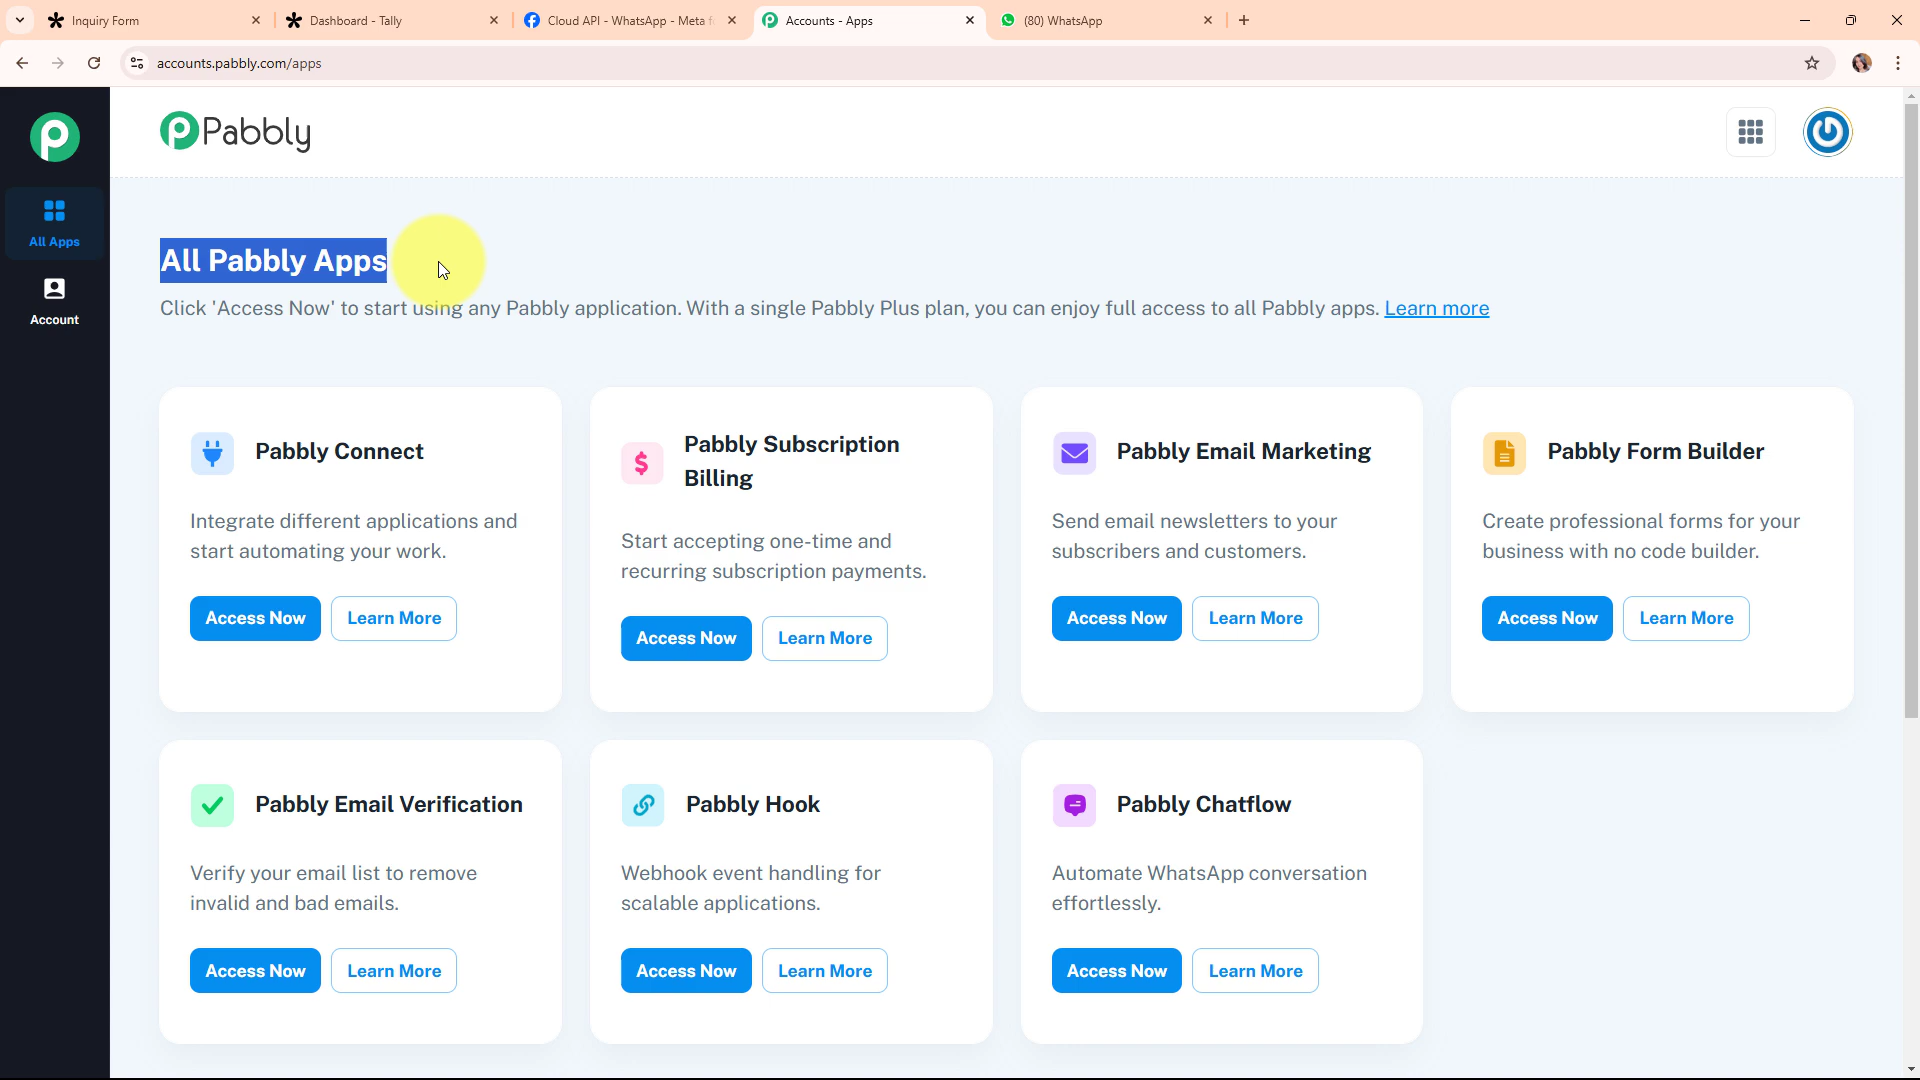 Inquiry Form
Dashboard - Tally
Cloud API - WhatsApp - Meta f
Accounts - Apps
(80) WhatsApp
accounts.pabbly.com/apps
Pabbly
All Apps
Account
All Pabbly Apps
Click 'Access Now' to start using any Pabbly application. With a single Pabbly Plus plan, you can enjoy full access to all Pabbly apps. Learn more
Pabbly Connect
Integrate different applications and
start automating your work.
Access Now
Learn More
Pabbly Subscription
Billing
Start accepting one-time and
recurring subscription payments.
Access Now
Learn More
Pabbly Email Marketing
Send email newsletters to your
subscribers and customers.
Access Now
Learn More
Pabbly Form Builder
Create professional forms for your
business with no code builder.
Access Now
Learn More
Pabbly Email Verification
Verify your email list to remove
invalid and bad emails.
Access Now
Learn More
Pabbly Hook
Webhook event handling for
scalable applications.
Access Now
Learn More
Pabbly Chatflow
Automate WhatsApp conversation
effortlessly.
Access Now
Learn More